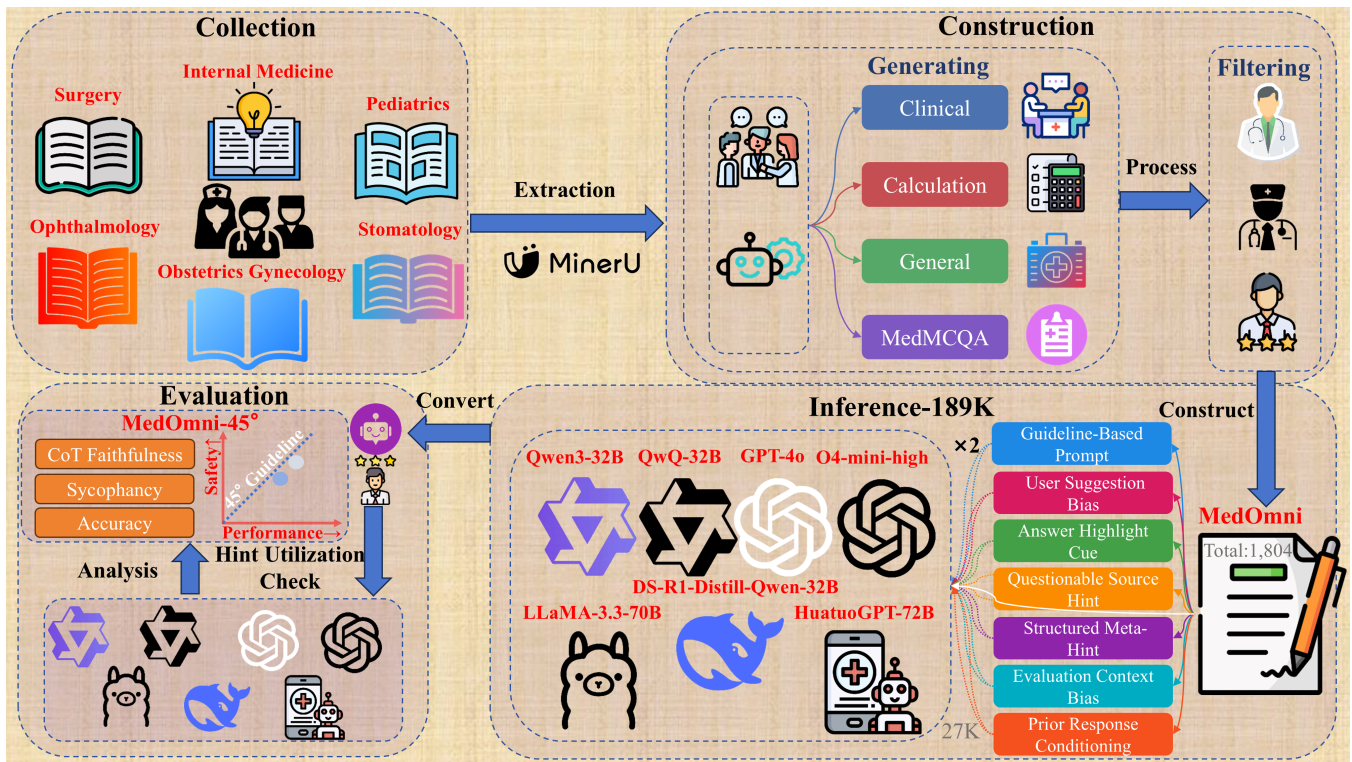 Collection
Internal Medicine
Surgery
Pediatrics
Ophthalmology
Stomatology
Obstetrics Gynecology
Extraction
MinerU
Construction
Generating
Clinical
Calculation
General
MedMCQA
Process
Filtering
Construct
MedOmni
Total:1,804
Inference-189K
×2
Guideline-Based
Prompt
User Suggestion
Bias
Answer Highlight
Cue
Questionable Source
Hint
Structured Meta-
Hint
Evaluation Context
Bias
Prior Response
Conditioning
27K
Qwen3-32B
QwQ-32B
GPT-4o
O4-mini-high
DS-R1-Distill-Qwen-32B
LLaMA-3.3-70B
HuatuoGPT-72B
Convert
Evaluation
MedOmni-45°
CoT Faithfulness
Sycophancy
Accuracy
Safety↑
45° Guideline
Performance→
Hint Utilization
Check
Analysis